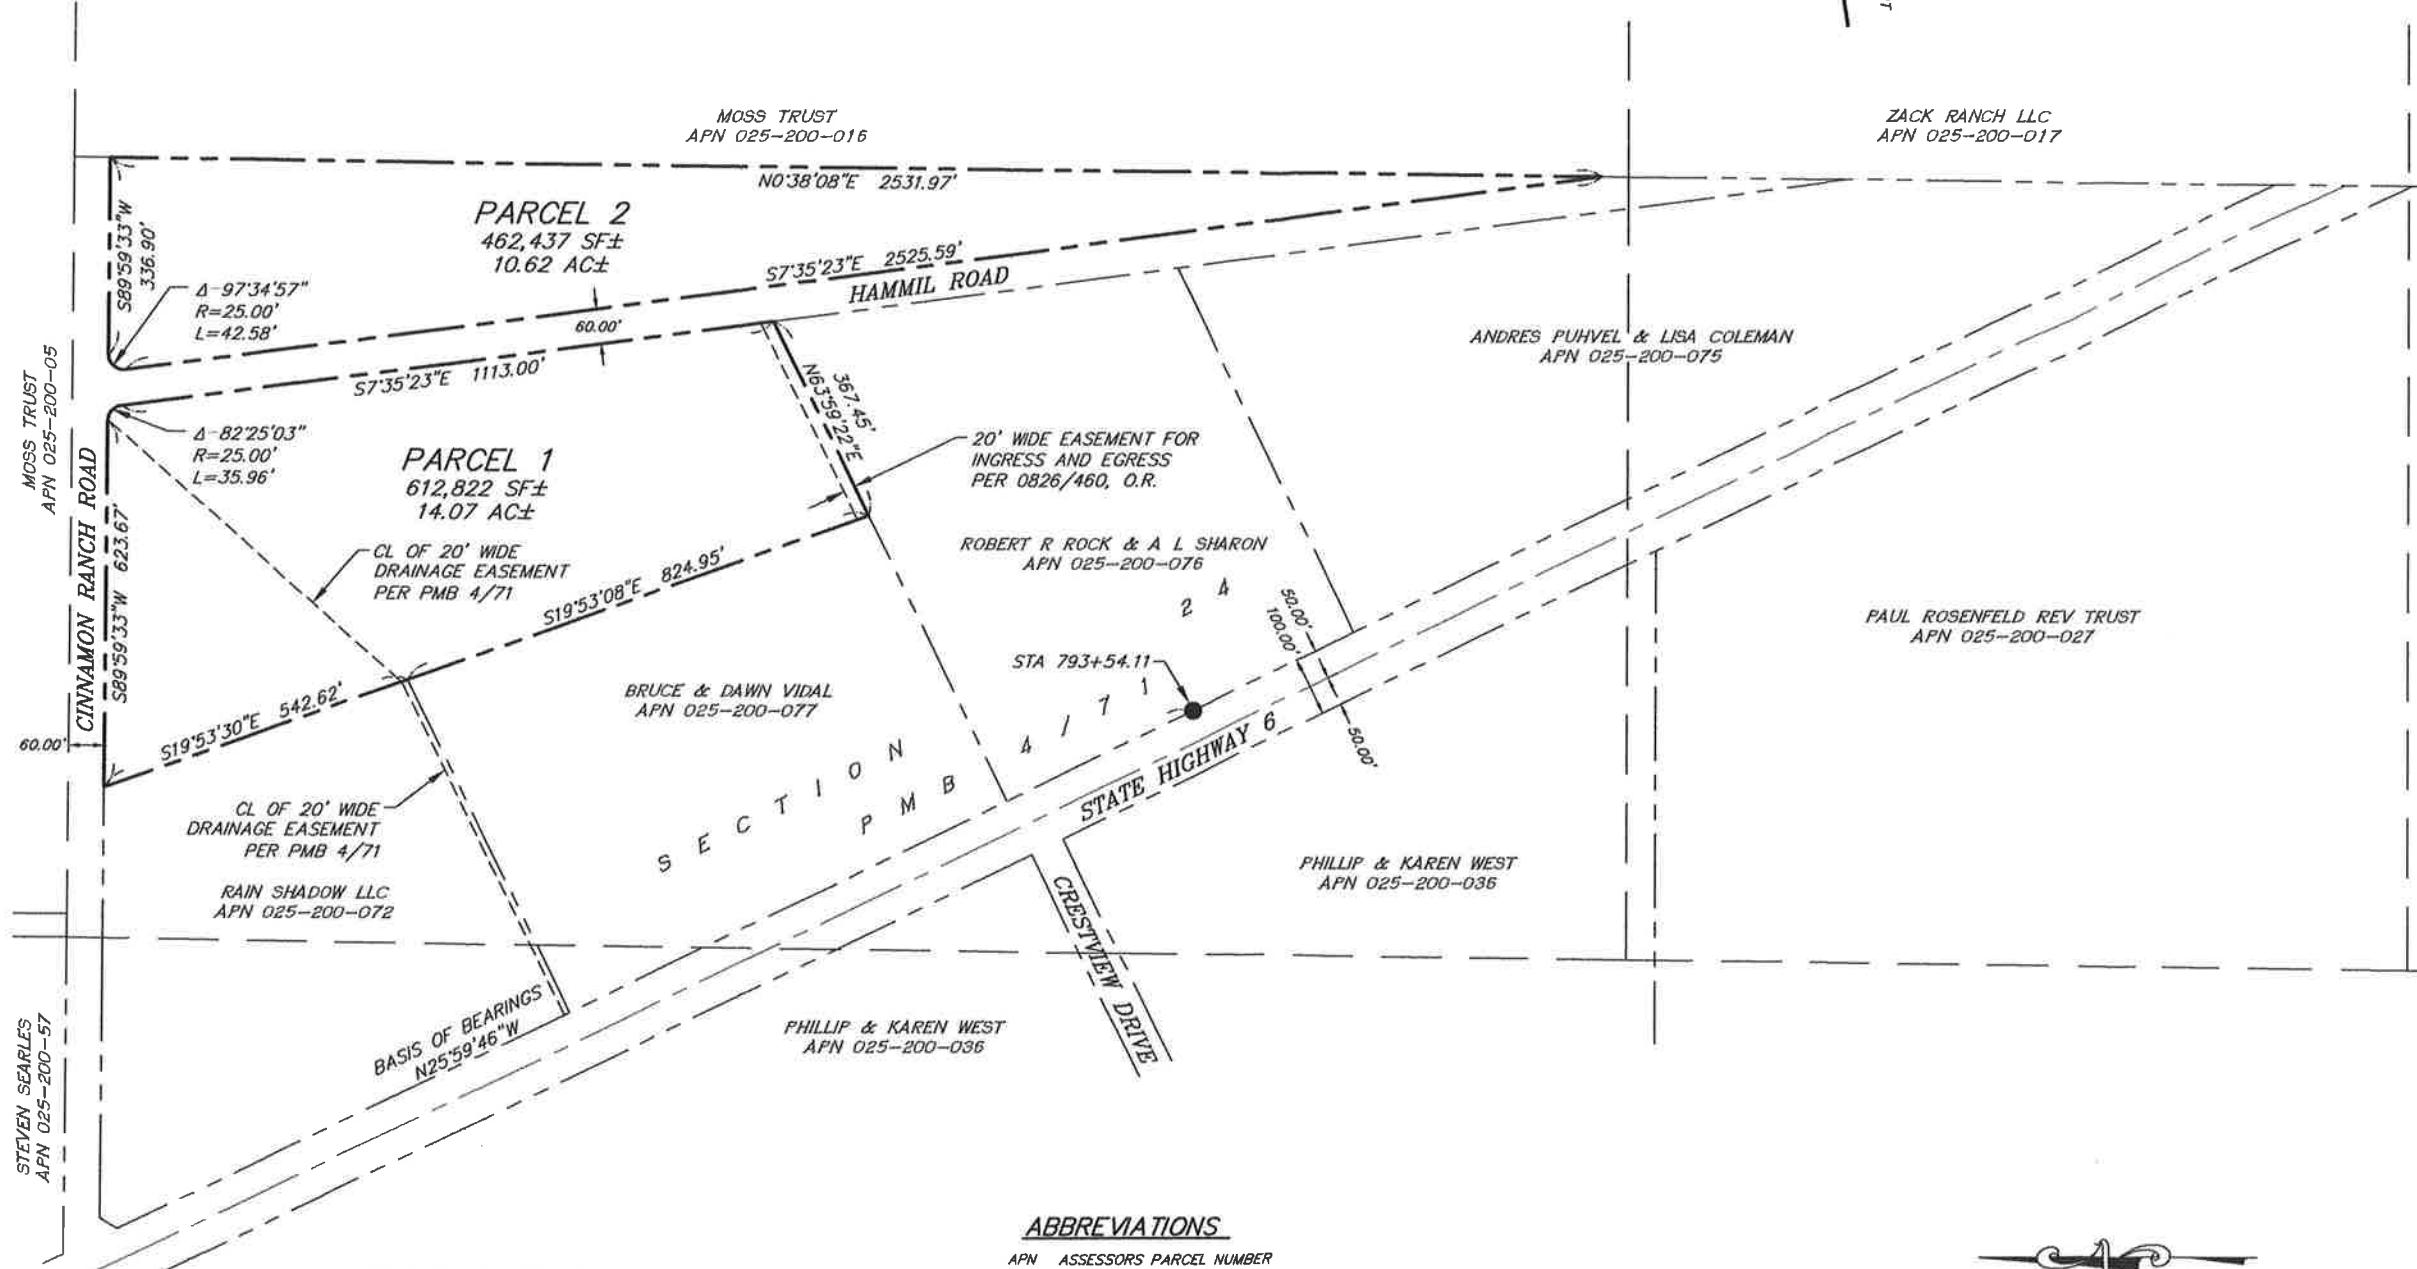 MOSS TRUST
APN 025-200-016
ZACK RANCH LLC
APN 025-200-017
N0°38'08"E 2531.97'
PARCEL 2
462,437 SF±
10.62 AC±
S89°59'33"W
336.90'
Δ-97°34'57"
R=25.00'
L=42.58'
S7°35'23"E 2525.59'
HAMMIL ROAD
60.00'
S7°35'23"E 1113.00'
ANDRES PUHVEL & LISA COLEMAN
APN 025-200-075
MOSS TRUST
APN 025-200-05
CINNAMON RANCH ROAD
Δ-82°25'03"
R=25.00'
L=35.96'
PARCEL 1
612,822 SF±
14.07 AC±
367.45'
N63°59'22"E
20' WIDE EASEMENT FOR
INGRESS AND EGRESS
PER 0826/460, O.R.
S89°59'33"W 623.67'
CL OF 20' WIDE
DRAINAGE EASEMENT
PER PMB 4/71
S19°53'08"E 824.95'
ROBERT R ROCK & A L SHARON
APN 025-200-076
50.00'
100.00'
50.00'
PAUL ROSENFELD REV TRUST
APN 025-200-027
STA 793+54.11
BRUCE & DAWN VIDAL
APN 025-200-077
S19°53'30"E 542.62'
60.00'
SECTION 24
PMB 4/71
STATE HIGHWAY 6
CL OF 20' WIDE
DRAINAGE EASEMENT
PER PMB 4/71
RAIN SHADOW LLC
APN 025-200-072
PHILLIP & KAREN WEST
APN 025-200-036
CRESTVIEW DRIVE
BASIS OF BEARINGS
N25°59'46"W
PHILLIP & KAREN WEST
APN 025-200-036
STEVEN SEARLES
APN 025-200-57
ABBREVIATIONS
APN ASSESSORS PARCEL NUMBER